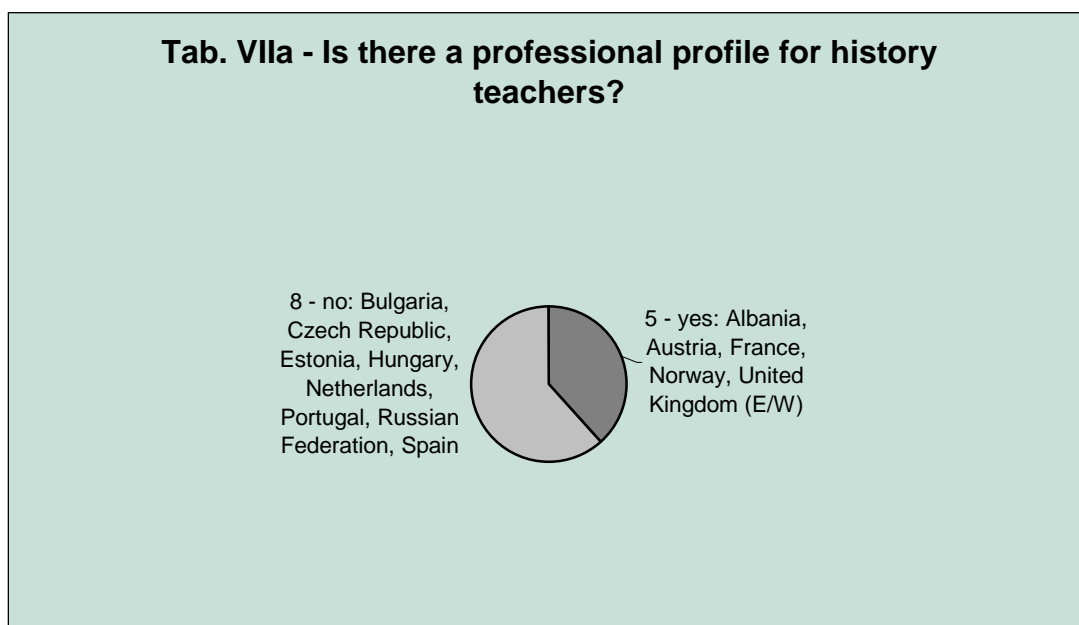 Tab. VIIa - Is there a professional profile for history
teachers?
8 - no: Bulgaria,
Czech Republic,
Estonia, Hungary,
Netherlands,
Portugal, Russian
Federation, Spain
5 - yes: Albania,
Austria, France,
Norway, United
Kingdom (E/W)